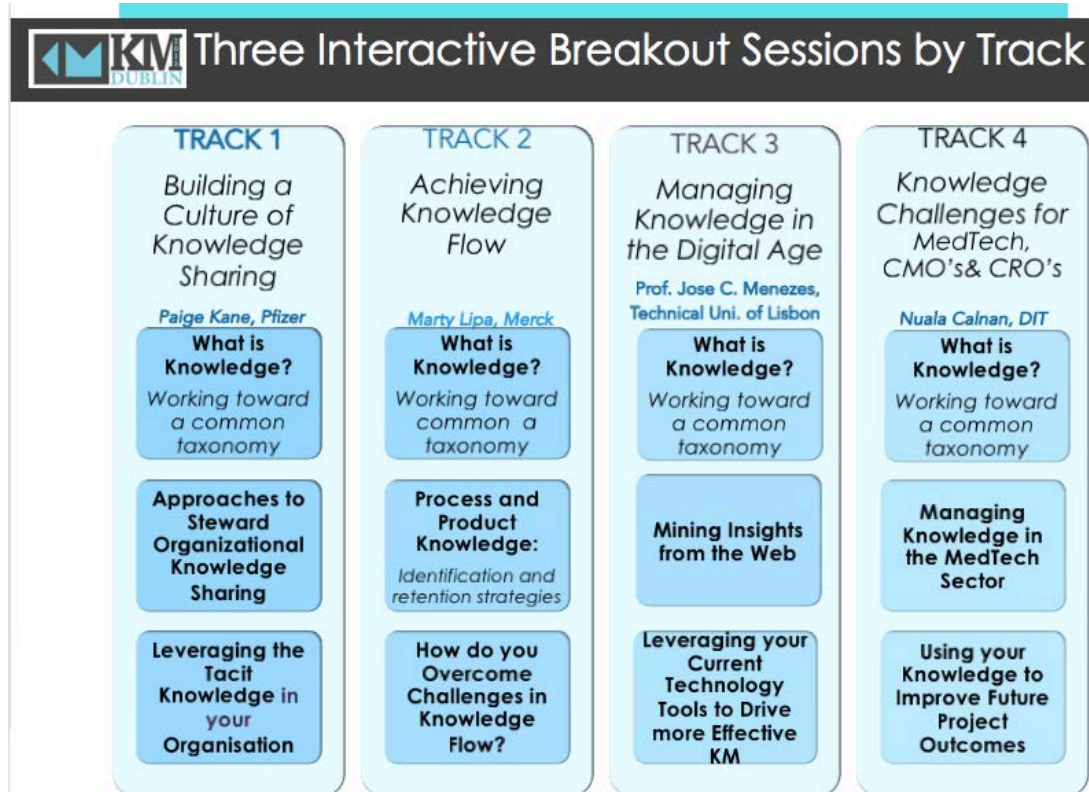 KM
DUBLIN
Three Interactive Breakout Sessions by Track
TRACK 1
Building a
Culture of
Knowledge
Sharing
Paige Kane, Pfizer
What is
Knowledge?
Working toward
a common
taxonomy
Approaches to
Steward
Organizational
Knowledge
Sharing
Leveraging the
Tacit
Knowledge in
your
Organisation
TRACK 2
Achieving
Knowledge
Flow
Marty Lipa, Merck
What is
Knowledge?
Working toward
common a
taxonomy
Process and
Product
Knowledge:
Identification and
retention strategies
How do you
Overcome
Challenges in
Knowledge
Flow?
TRACK 3
Managing
Knowledge in
the Digital Age
Prof. Jose C. Menezes,
Technical Uni. of Lisbon
What is
Knowledge?
Working toward
a common
taxonomy
Mining Insights
from the Web
Leveraging your
Current
Technology
Tools to Drive
more Effective
KM
TRACK 4
Knowledge
Challenges for
MedTech,
CMO's& CRO's
Nuala Calnan, DIT
What is
Knowledge?
Working toward
a common
taxonomy
Managing
Knowledge in
the MedTech
Sector
Using your
Knowledge to
Improve Future
Project
Outcomes